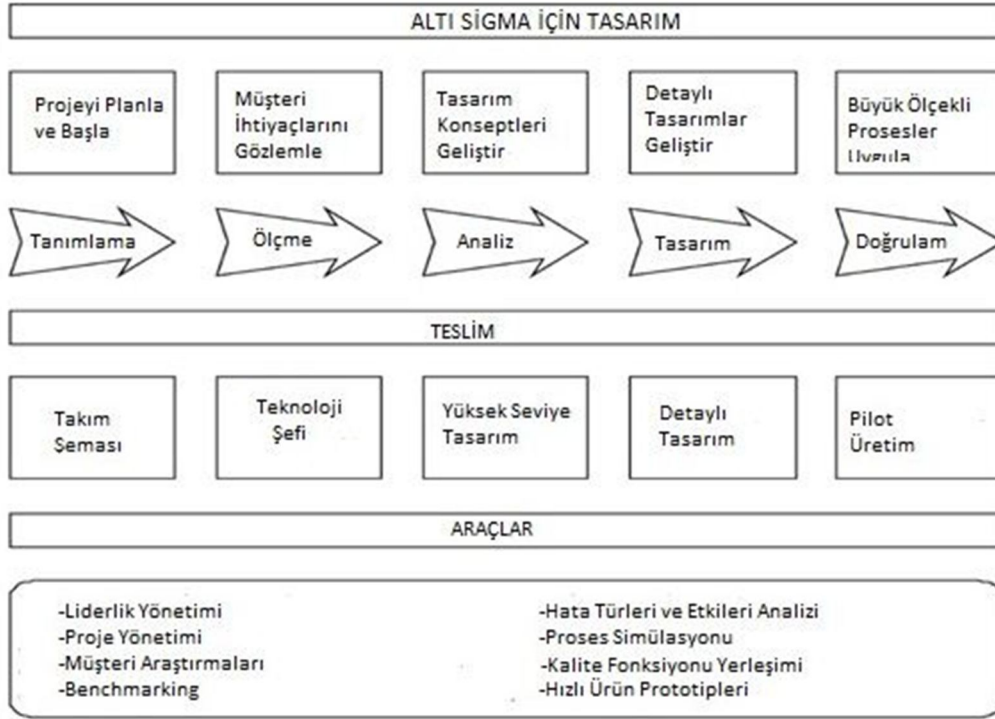 ALTI SİGMA İÇİN TASARIM
Projeyi Planla
ve Başla
Müşteri
İhtiyaçlarını
Gözlemle
Tasarım
Konseptleri
Geliştir
Detaylı
Tasarımlar
Geliştir
Büyük Ölçekli
Prosesler
Uygula
Tanımlama
Ölçme
Analiz
Tasarım
Doğrulam
TESLİM
Takım
Şeması
Teknoloji
Şefi
Yüksek Seviye
Tasarım
Detaylı
Tasarım
Pilot
Üretim
ARAÇLAR
-Liderlik Yönetimi
-Proje Yönetimi
-Müşteri Araştırmaları
-Benchmarking
-Hata Türleri ve Etkileri Analizi
-Proses Simülasyonu
-Kalite Fonksiyonu Yerleşimi
-Hızlı Ürün Prototipleri